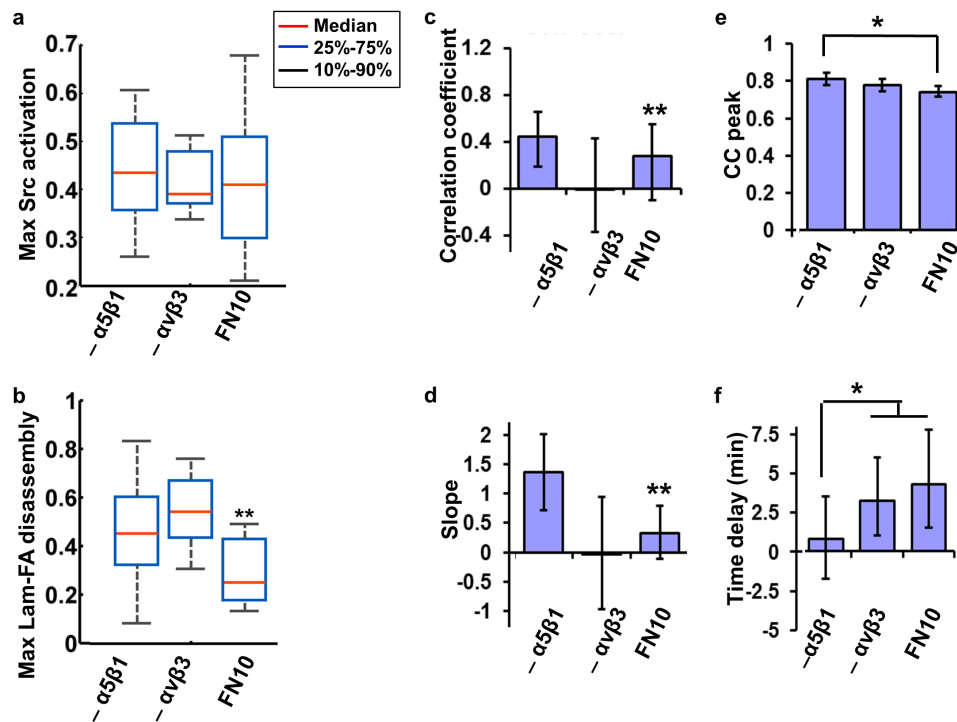 a
Median
25%-75%
10%-90%
Max Src activation
0.7
0.6
0.5
0.4
0.3
0.2
– α5β1
– αvβ3
FN10
b
Max Lam-FA disassembly
1
0.8
0.6
0.4
0.2
0
**
– α5β1
– αvβ3
FN10
c
Correlation coefficient
1.2
0.8
0.4
0
-0.4
**
– α5β1
– αvβ3
FN10
d
Slope
2
1.5
1
0.5
0
-0.5
-1
**
– α5β1
– αvβ3
FN10
e
CC peak
1
0.8
0.6
0.4
0.2
0
*
– α5β1
– αvβ3
FN10
f
Time delay (min)
7.5
5
2.5
0
-2.5
-5
*
–α5β1
– αvβ3
FN10